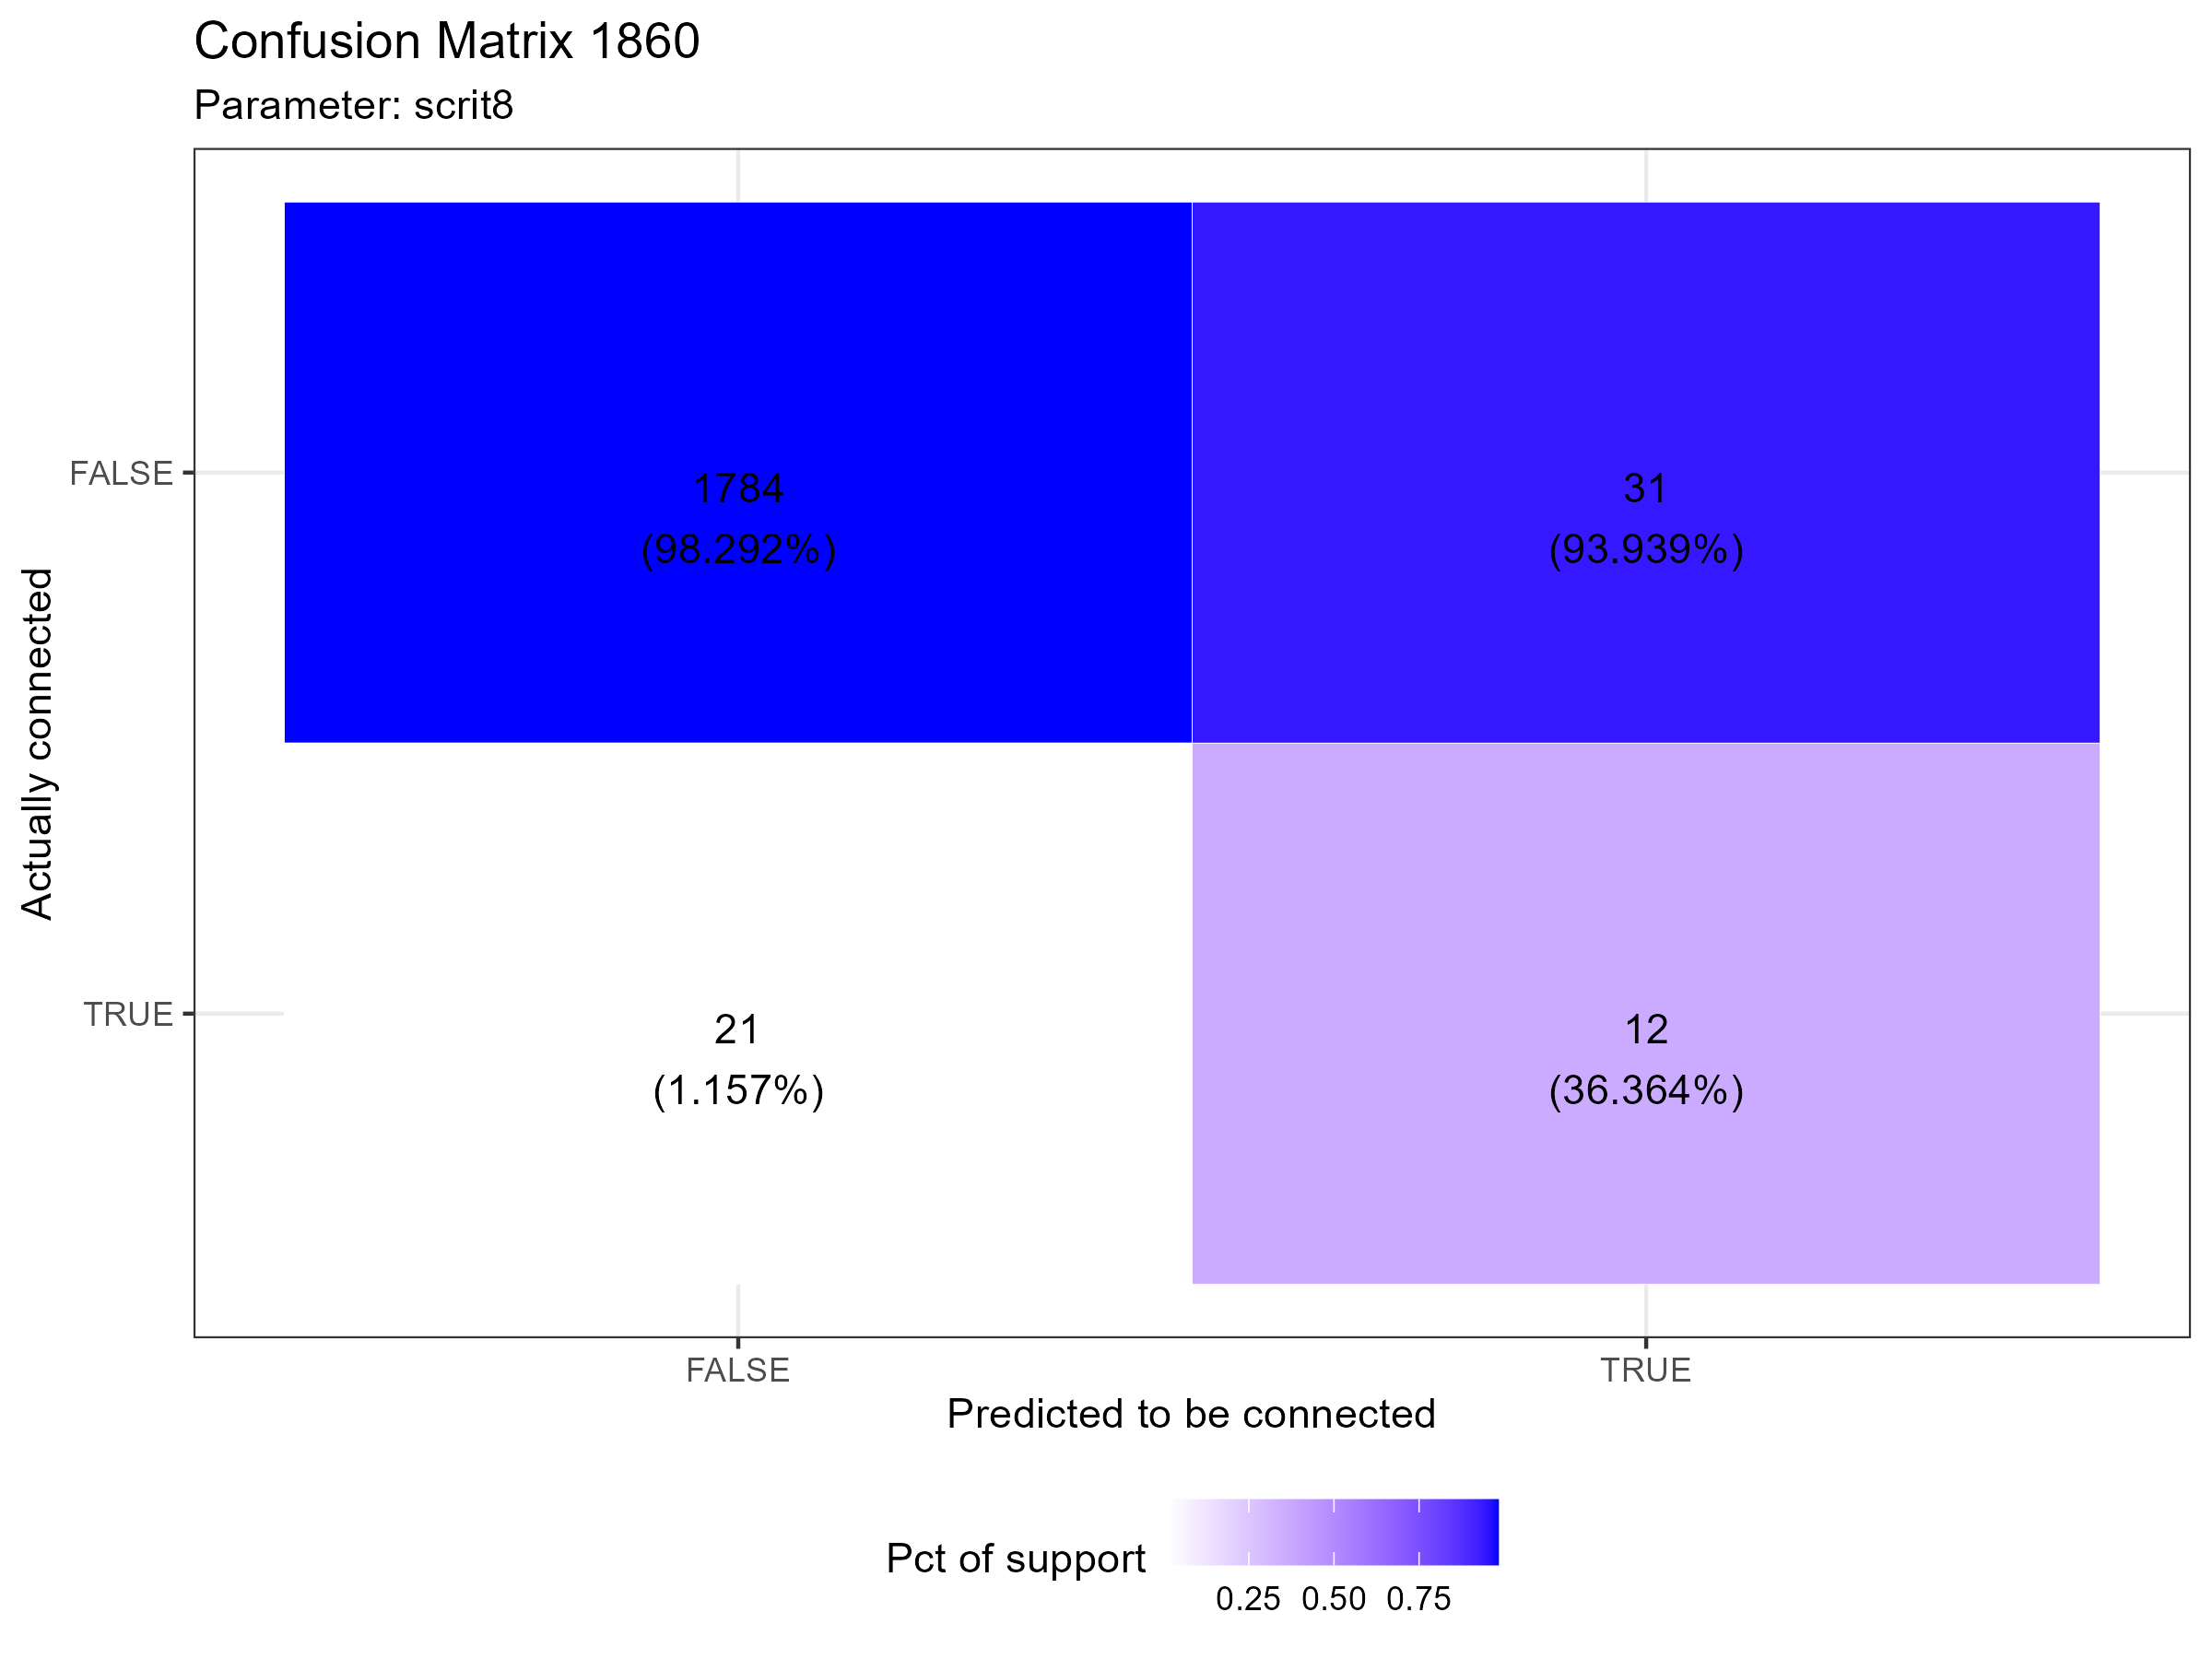 Confusion Matrix 1860
Parameter: scrit8
Actually connected
FALSE
1784
(98.292%)
31
(93.939%)
TRUE
21
(1.157%)
12
(36.364%)
FALSE
TRUE
Predicted to be connected
Pct of support
0.25 0.50 0.75